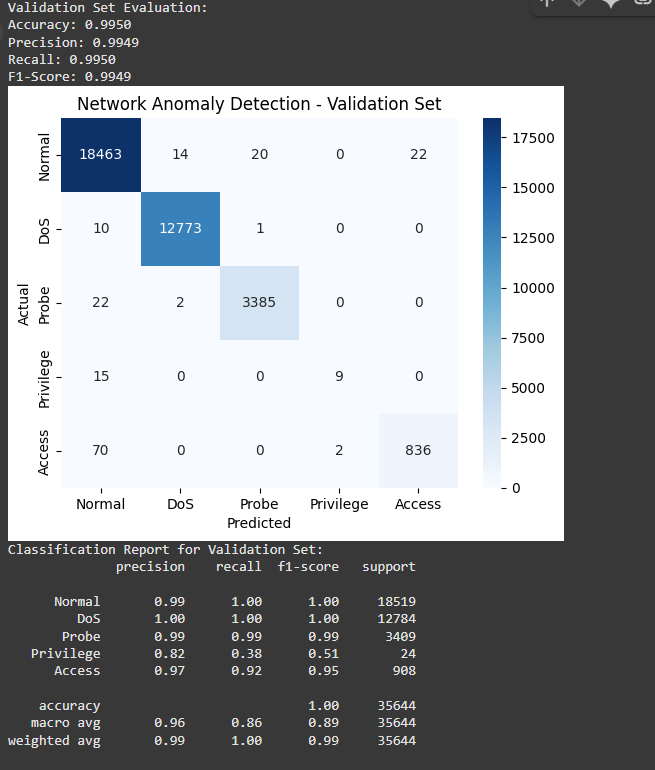 Validation Set Evaluation:
Accuracy: 0.9950
Precision: 0.9949
Recall: 0.9950
F1-Score: 0.9949
Network Anomaly Detection - Validation Set
Normal 18463 14 20 0 22
DoS 10 12773 1 0 0
Probe 22 2 3385 0 0
Privilege 15 0 0 9 0
Access 70 0 0 2 836
Actual
Normal DoS Probe Privilege Access
Predicted
17500
15000
12500
10000
7500
5000
2500
0
Classification Report for Validation Set:
precision recall f1-score support
Normal 0.99 1.00 1.00 18519
DoS 1.00 1.00 1.00 12784
Probe 0.99 0.99 0.99 3409
Privilege 0.82 0.38 0.51 24
Access 0.97 0.92 0.95 908
accuracy 1.00 35644
macro avg 0.96 0.86 0.89 35644
weighted avg 0.99 1.00 0.99 35644